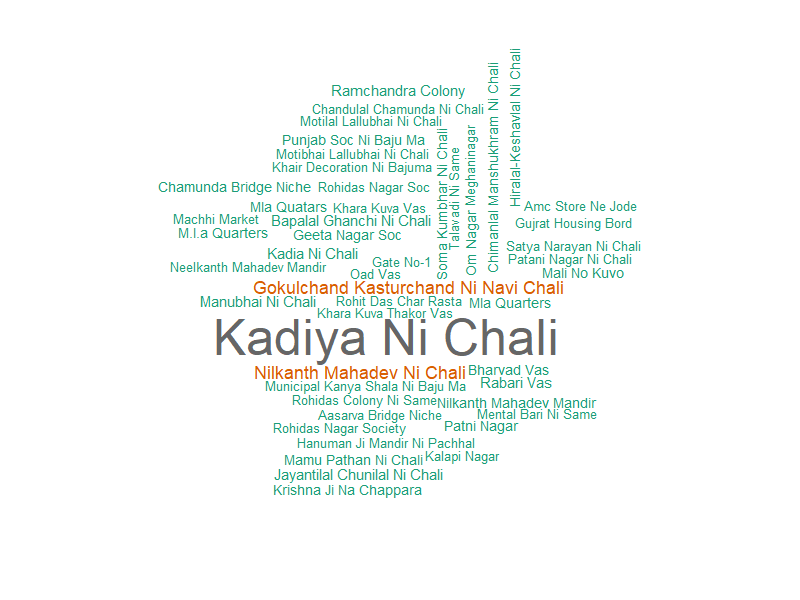 Ramchandra Colony
Chandulal Chamunda Ni Chali
Motilal Lallubhai Ni Chali
Punjab Soc Ni Baju Ma
Motibhai Lallubhai Ni Chali
Khair Decoration Ni Bajuma
Chamunda Bridge Niche
Rohidas Nagar Soc
Soma Kumbhar Ni Chali
Talavadi Ni Same
Om Nagar Meghaninagar
Chimanlal Manshukhram Ni Chali
Hiralal-Keshavlal Ni Chali
Mla Quatars
Khara Kuva Vas
Amc Store Ne Jode
Machhi Market
Bapalal Ghanchi Ni Chali
Gujrat Housing Bord
M.l.a Quarters
Geeta Nagar Soc
Satya Narayan Ni Chali
Kadia Ni Chali
Gate No-1
Patani Nagar Ni Chali
Neelkanth Mahadev Mandir
Oad Vas
Mali No Kuvo
Gokulchand Kasturchand Ni Navi Chali
Manubhai Ni Chali
Rohit Das Char Rasta
Mla Quarters
Khara Kuva Thakor Vas
Kadiya Ni Chali
Nilkanth Mahadev Ni Chali
Bharvad Vas
Municipal Kanya Shala Ni Baju Ma
Rabari Vas
Rohidas Colony Ni Same
Nilkanth Mahadev Mandir
Aasarva Bridge Niche
Mental Bari Ni Same
Rohidas Nagar Society
Patni Nagar
Hanuman Ji Mandir Ni Pachhal
Mamu Pathan Ni Chali
Kalapi Nagar
Jayantilal Chunilal Ni Chali
Krishna Ji Na Chappara